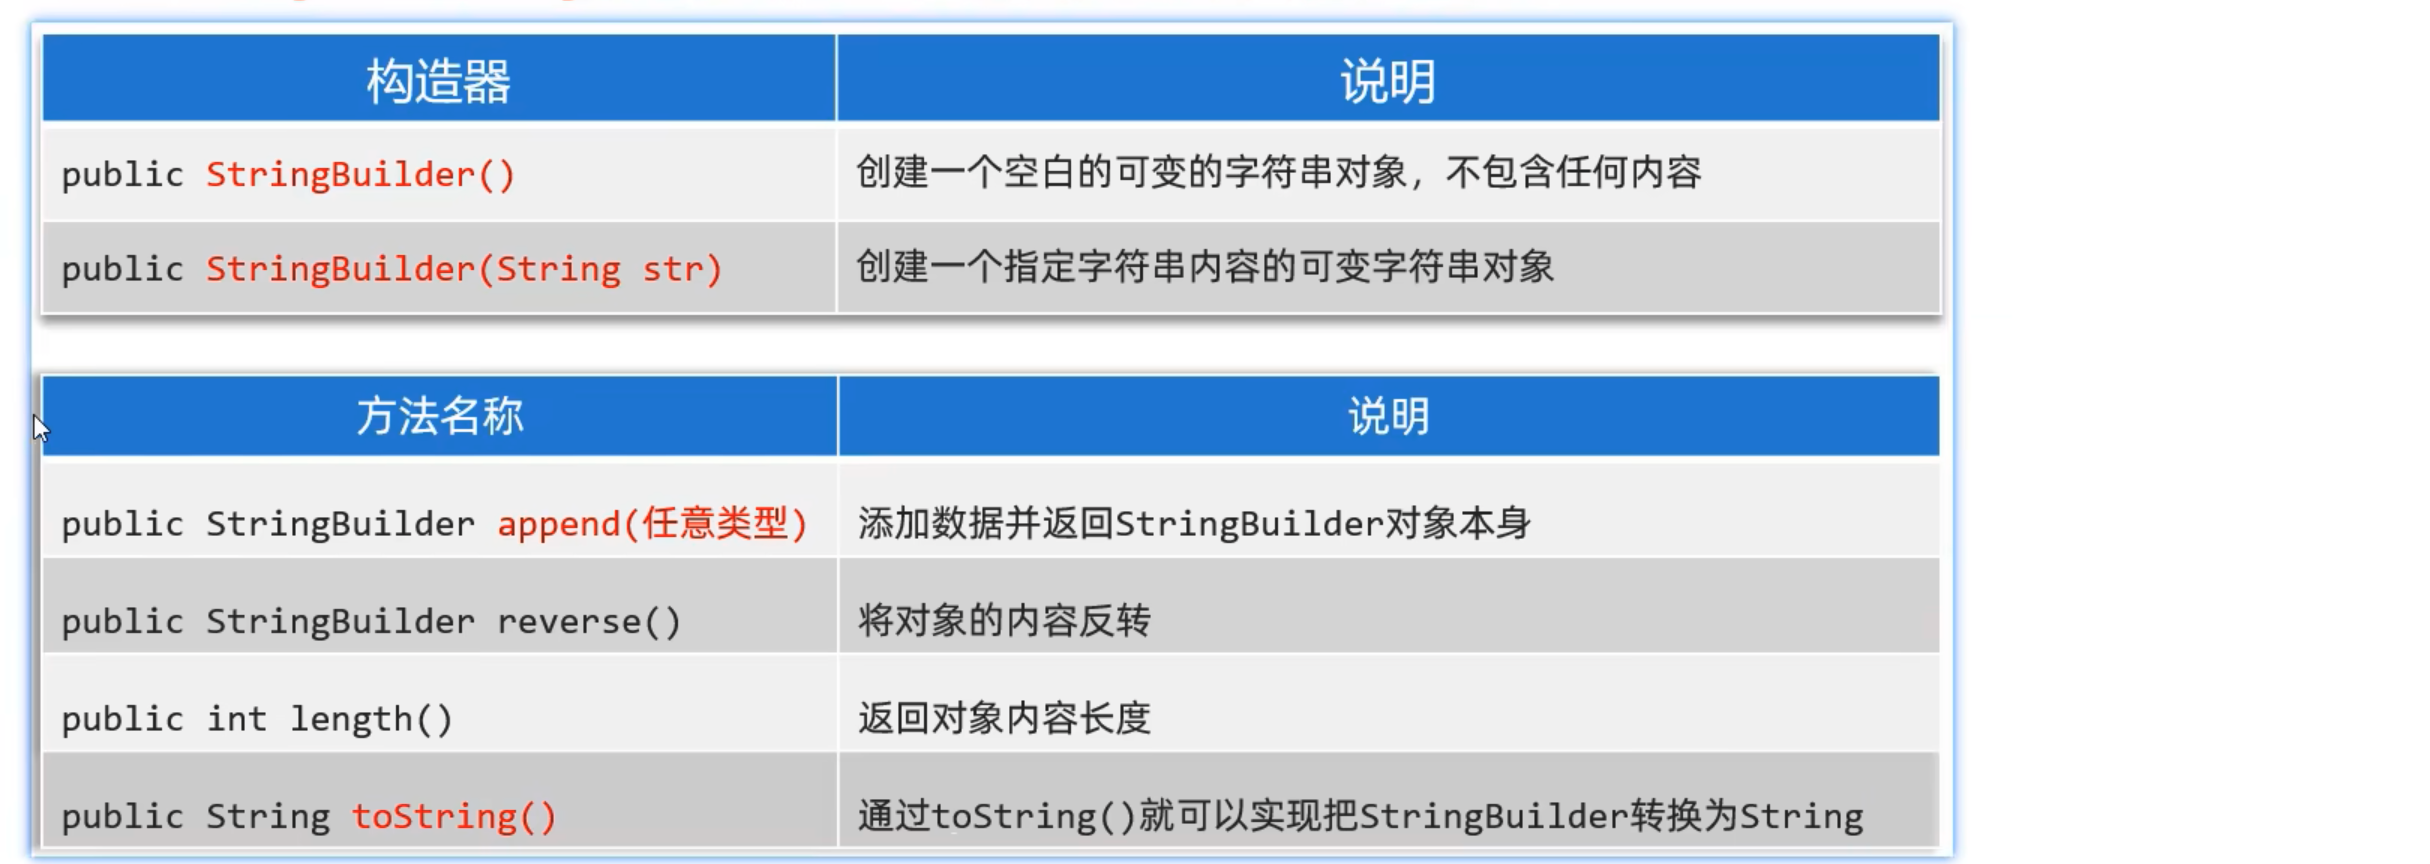 构造器 说明
public StringBuilder() 创建一个空白的可变的字符串对象，不包含任何内容
public StringBuilder(String str) 创建一个指定字符串内容的可变字符串对象
方法名称 说明
public StringBuilder append(任意类型) 添加数据并返回StringBuilder对象本身
public StringBuilder reverse() 将对象的内容反转
public int length() 返回对象内容长度
public String toString() 通过toString()就可以实现把StringBuilder转换为String